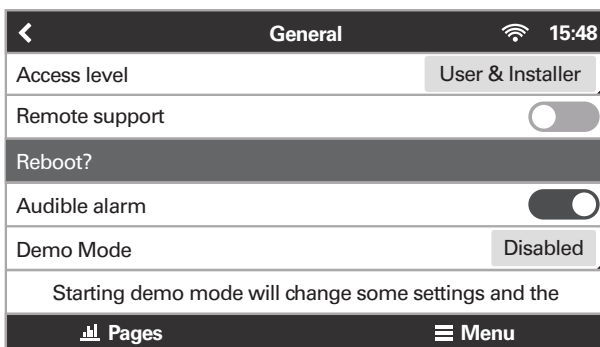 General 15:48
Access level User & Installer
Remote support
Reboot?
Audible alarm
Demo Mode Disabled
Starting demo mode will change some settings and the
Pages Menu